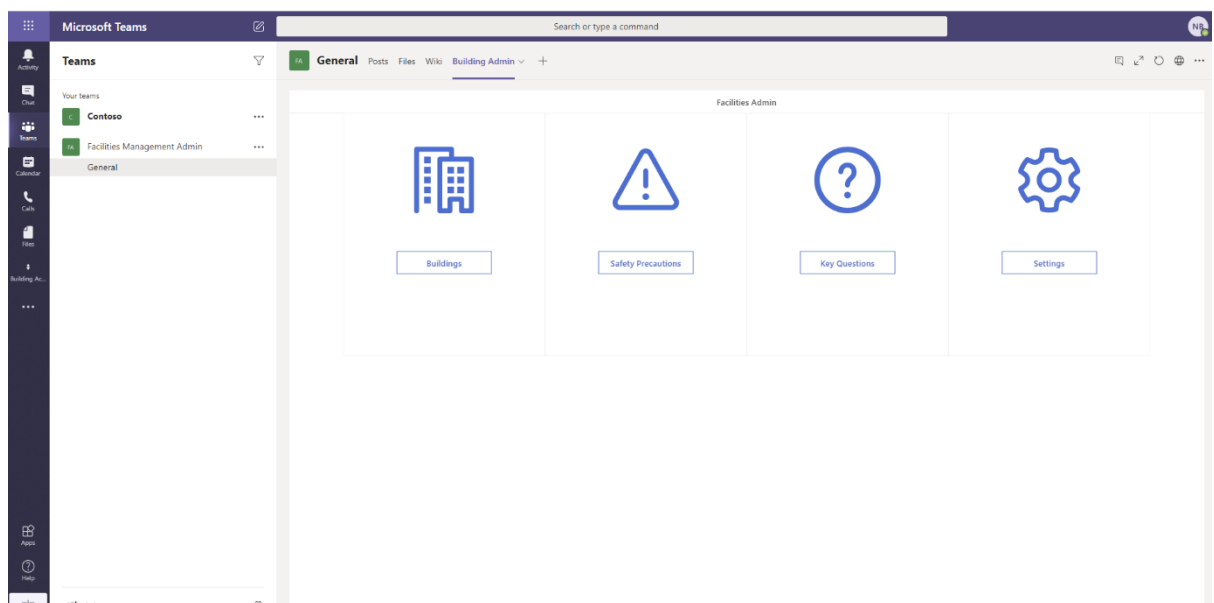 Microsoft Teams
Search or type a command
NB
Activity
Chat
Teams
Calendar
Calls
Files
Building Ac...
Apps
Help
Teams
Your teams
C Contoso
FA Facilities Management Admin
General
FA General Posts Files Wiki Building Admin
Facilities Admin
Buildings
Safety Precautions
Key Questions
Settings